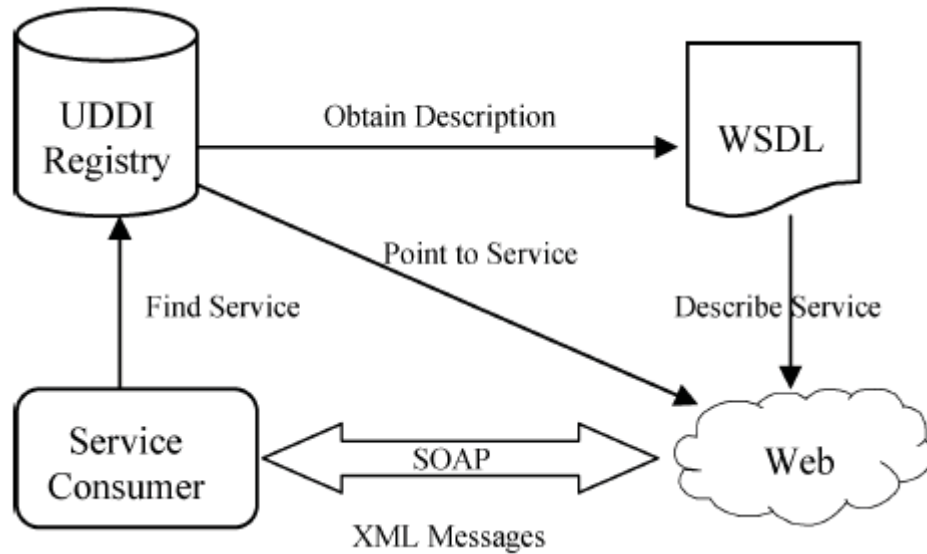 UDDI
Registry
Obtain Description
WSDL
Point to Service
Find Service
Describe Service
Service
Consumer
SOAP
Web
XML Messages